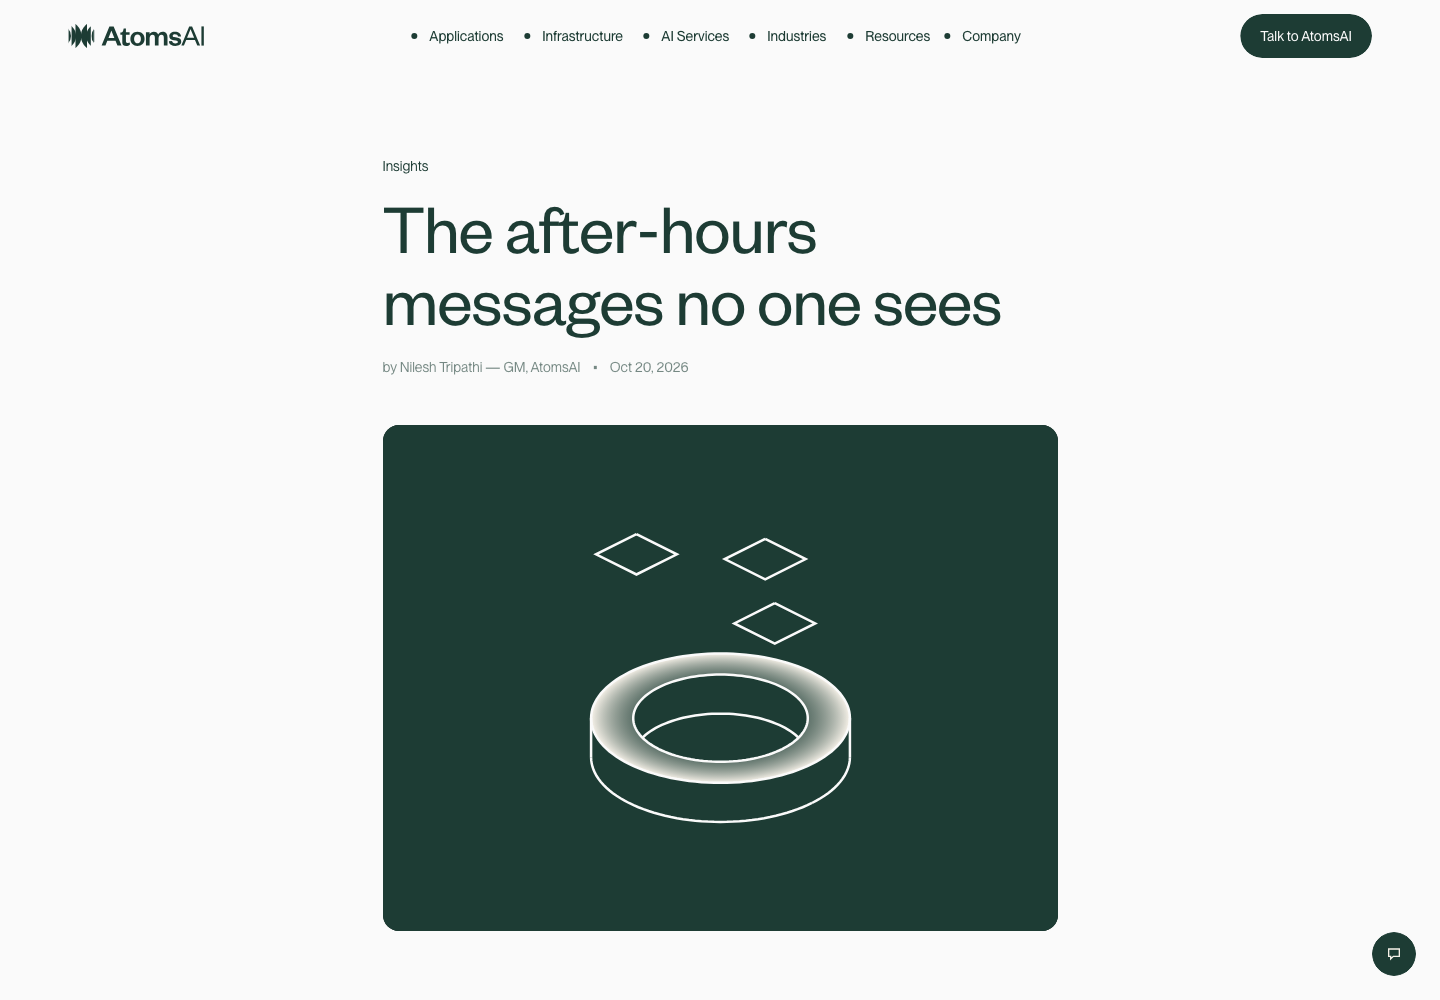 AtomsAI
Applications
Infrastructure
AI Services
Industries
Resources
Company
Talk to AtomsAI
Insights
The after-hours
messages no one sees
by Nilesh Tripathi — GM, AtomsAI • Oct 20, 2026